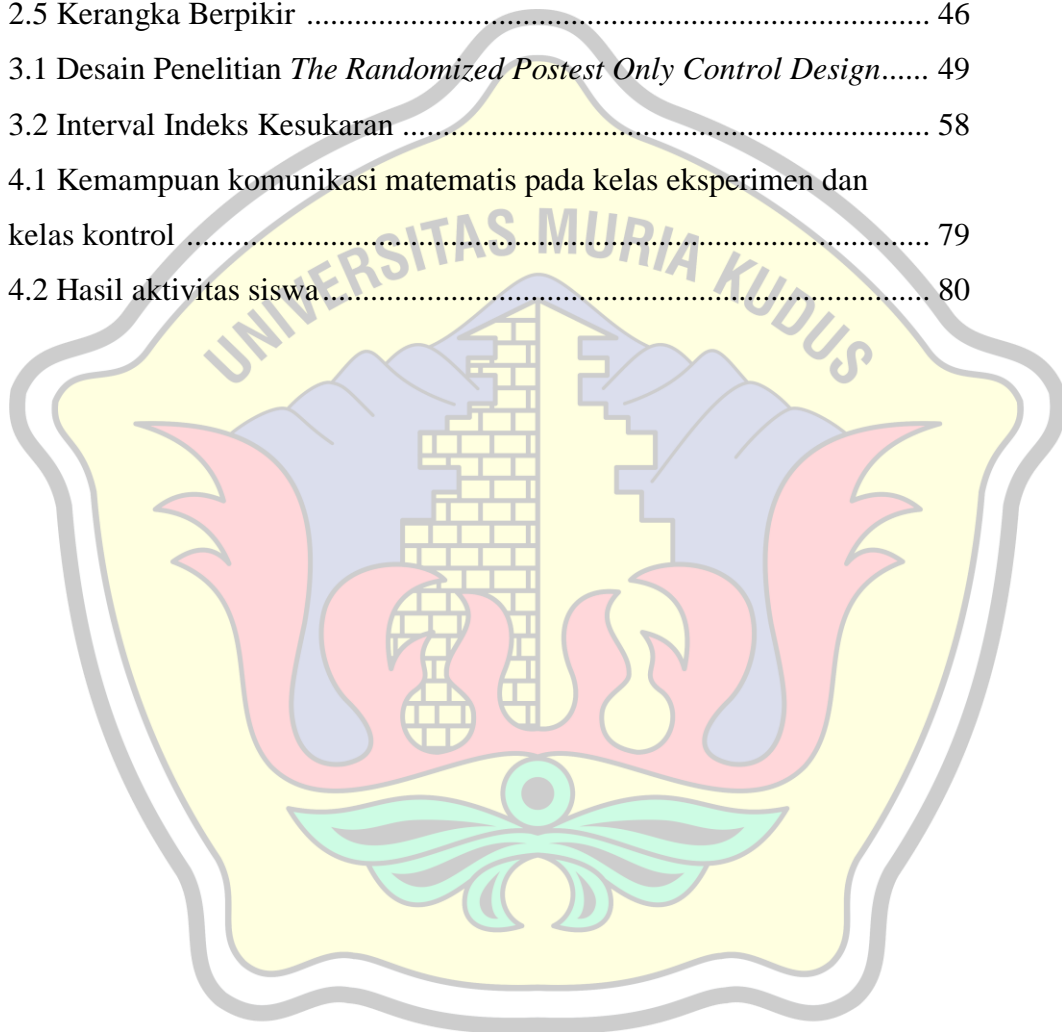 2.5 Kerangka Berpikir .......................................................................... 46
3.1 Desain Penelitian The Randomized Postest Only Control Design...... 49
3.2 Interval Indeks Kesukaran ............................................................... 58
4.1 Kemampuan komunikasi matematis pada kelas eksperimen dan
kelas kontrol ......................................................................................... 79
4.2 Hasil aktivitas siswa......................................................................... 80
UNIVERSITAS MURIA KUDUS